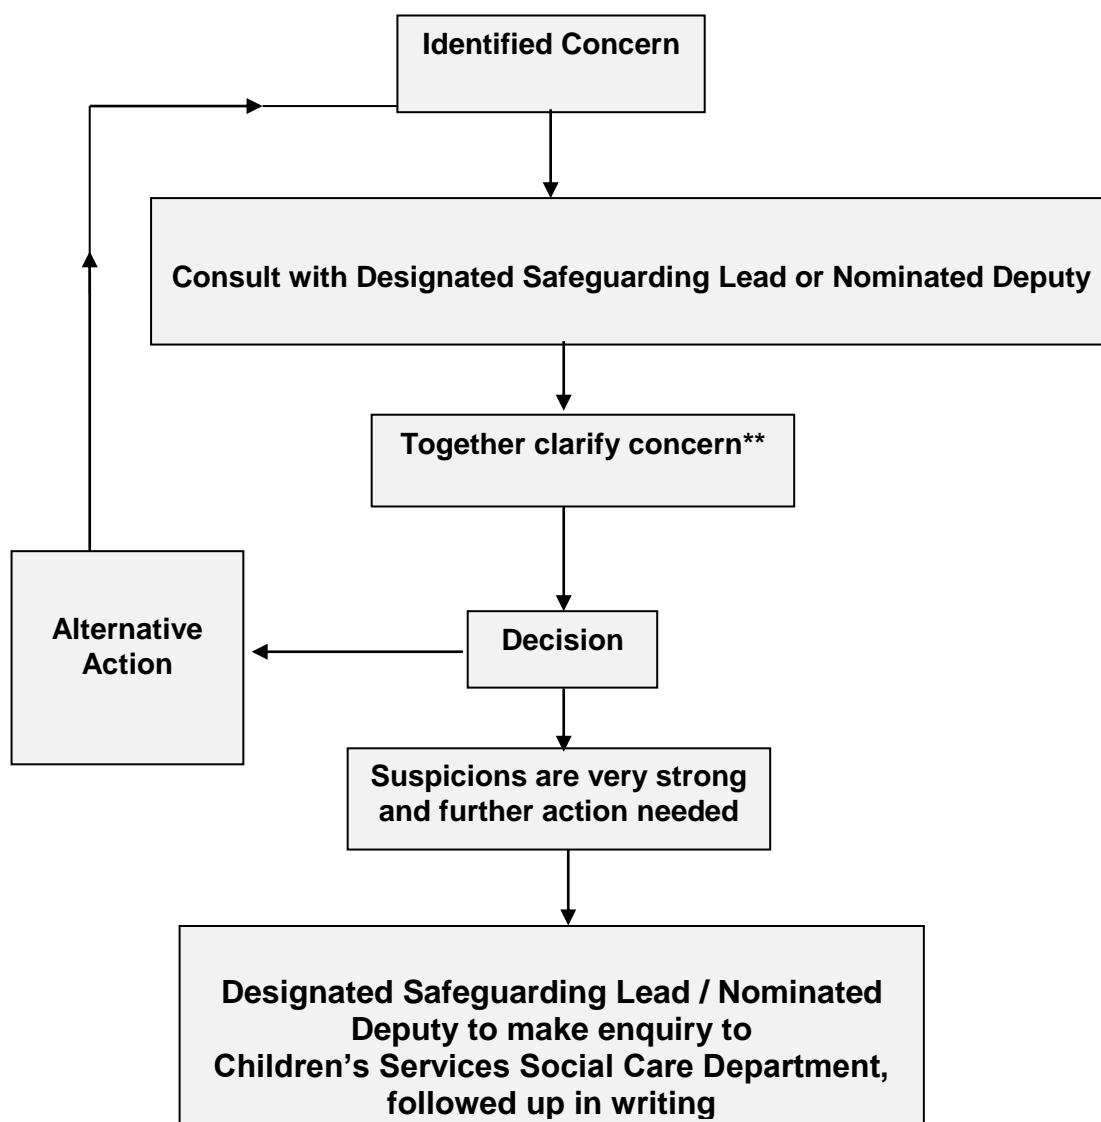 Identified Concern
Consult with Designated Safeguarding Lead or Nominated Deputy
Together clarify concern**
Alternative
Action
Decision
Suspicions are very strong
and further action needed
Designated Safeguarding Lead / Nominated
Deputy to make enquiry to
Children’s Services Social Care Department,
followed up in writing